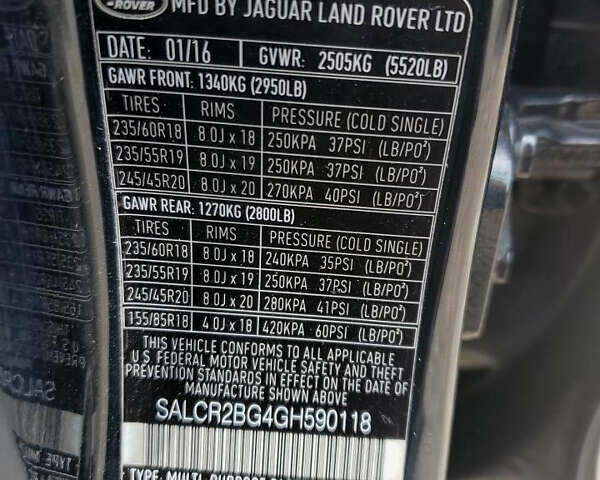 ROVER
MFD BY JAGUAR LAND ROVER LTD
DATE: 01/16 GVWR: 2505KG (5520LB)
GAWR FRONT: 1340KG (2950LB)
TIRES RIMS PRESSURE (COLD SINGLE)
235/60R18 8.0J x 18 250KPA 37PSI (LB/PO²)
235/55R19 8.0J x 19 250KPA 37PSI (LB/PO²)
245/45R20 8.0J x 20 270KPA 40PSI (LB/PO²)
GAWR REAR: 1270KG (2800LB)
TIRES RIMS PRESSURE (COLD SINGLE)
235/60R18 8.0J x 18 240KPA 35PSI (LB/PO²)
235/55R19 8.0J x 19 250KPA 37PSI (LB/PO²)
245/45R20 8.0J x 20 280KPA 41PSI (LB/PO²)
155/85R18 4.0J x 18 420KPA 60PSI (LB/PO²)
THIS VEHICLE CONFORMS TO ALL APPLICABLE
U.S. FEDERAL MOTOR VEHICLE SAFETY AND THEFT
PREVENTION STANDARDS IN EFFECT ON THE DATE OF
MANUFACTURE SHOWN ABOVE
SALCR2BG4GH590118
TYPE: